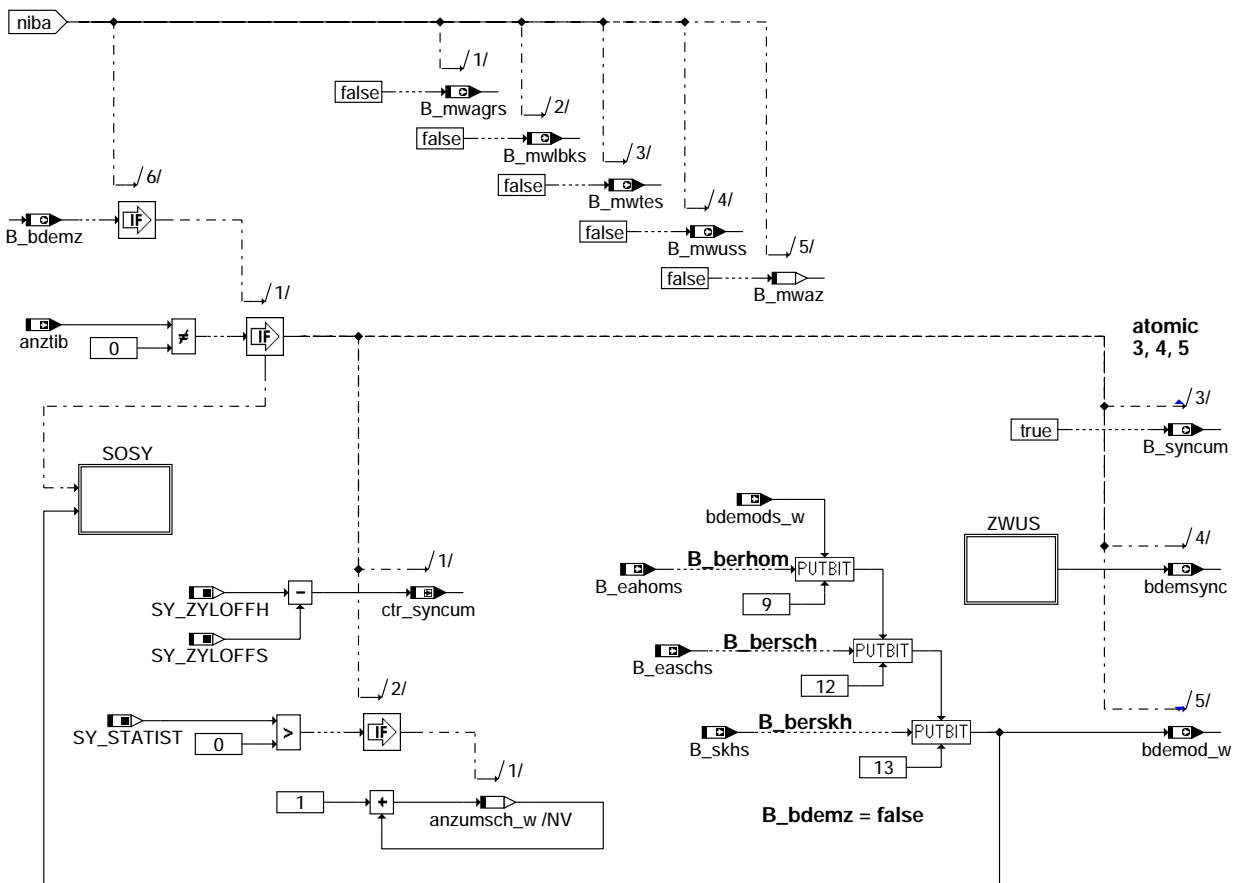 niba
/1/
false
B_mwagrs
/2/
false
B_mwlbks
/3/
false
B_mwtes
/4/
false
B_mwuss
/5/
false
B_mwaz
/6/
IF
B_bdemz
/1/
anztib
≠
IF
0
atomic
3, 4, 5
/3/
true
B_syncum
SOSY
bdemods_w
ZWUS
/4/
/1/
B_berhom
PUTBIT
B_eahoms
bdemsync
SY_ZYLOFFH
-
ctr_syncum
9
SY_ZYLOFFS
B_bersch
PUTBIT
B_easchs
12
/2/
/5/
SY_STATIST
>
IF
0
B_berskh
PUTBIT
B_skhs
bdemod_w
13
/1/
1
+
anzumsch_w /NV
B_bdemz = false